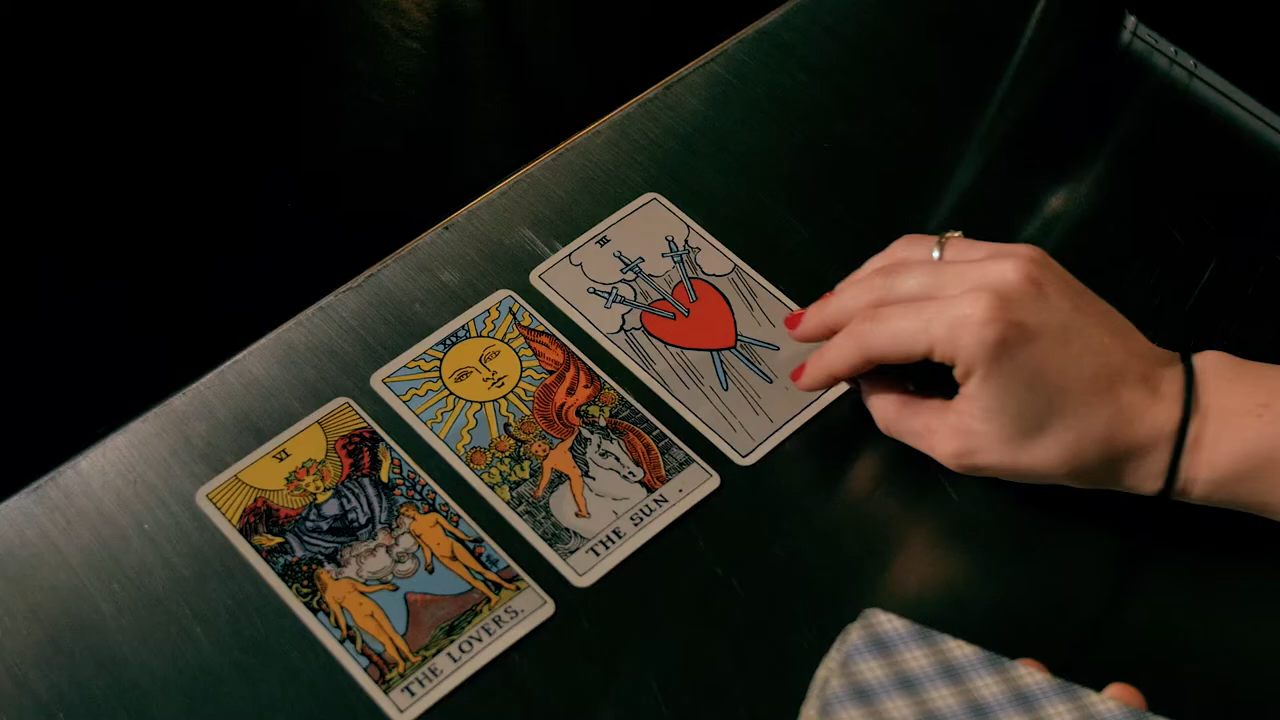 VI
THE LOVERS.
XIX
THE SUN .
III